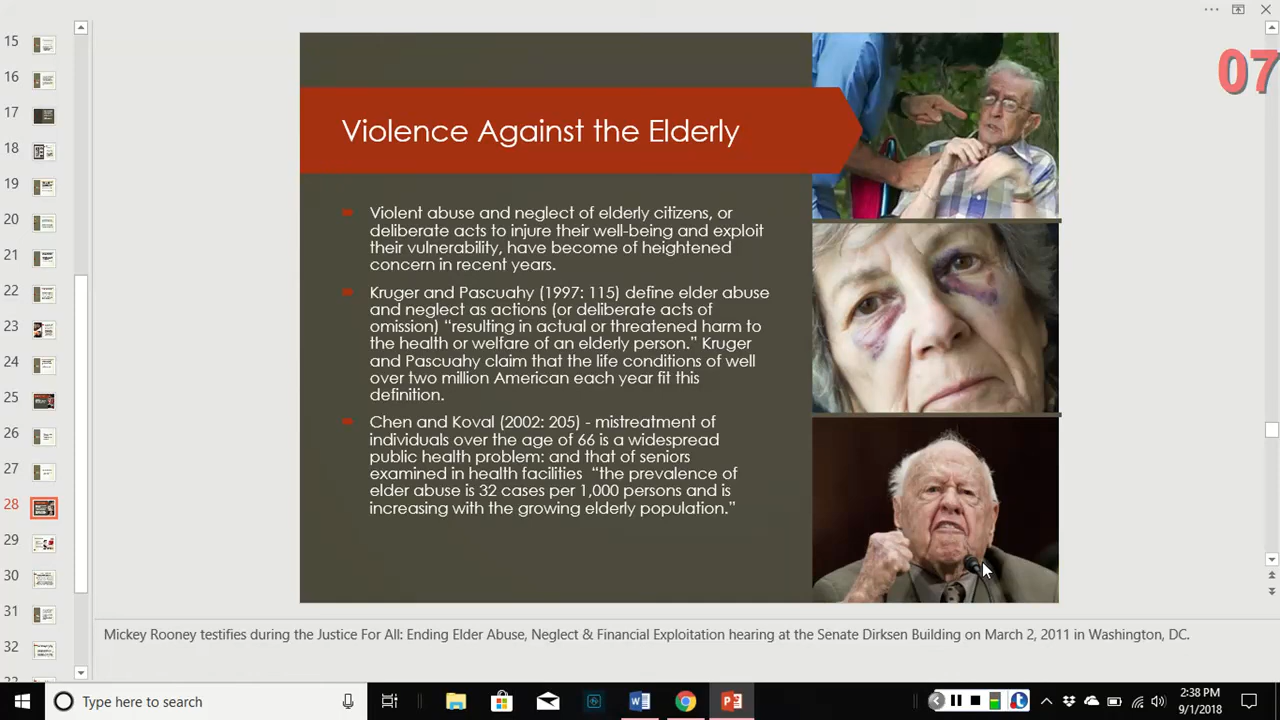 07
15
16
17
18
19
20
21
22
23
24
25
26
27
28
29
30
31
32
Violence Against the Elderly
Violent abuse and neglect of elderly citizens, or
deliberate acts to injure their well-being and exploit
their vulnerability, have become of heightened
concern in recent years.
Kruger and Pascuahy (1997: 115) define elder abuse
and neglect as actions (or deliberate acts of
omission) “resulting in actual or threatened harm to
the health or welfare of an elderly person.” Kruger
and Pascuahy claim that the life conditions of well
over two million American each year fit this
definition.
Chen and Koval (2002: 205) - mistreatment of
individuals over the age of 66 is a widespread
public health problem: and that of seniors
examined in health facilities “the prevalence of
elder abuse is 32 cases per 1,000 persons and is
increasing with the growing elderly population.”
Mickey Rooney testifies during the Justice For All: Ending Elder Abuse, Neglect & Financial Exploitation hearing at the Senate Dirksen Building on March 2, 2011 in Washington, DC.
Type here to search
2:38 PM
9/1/2018